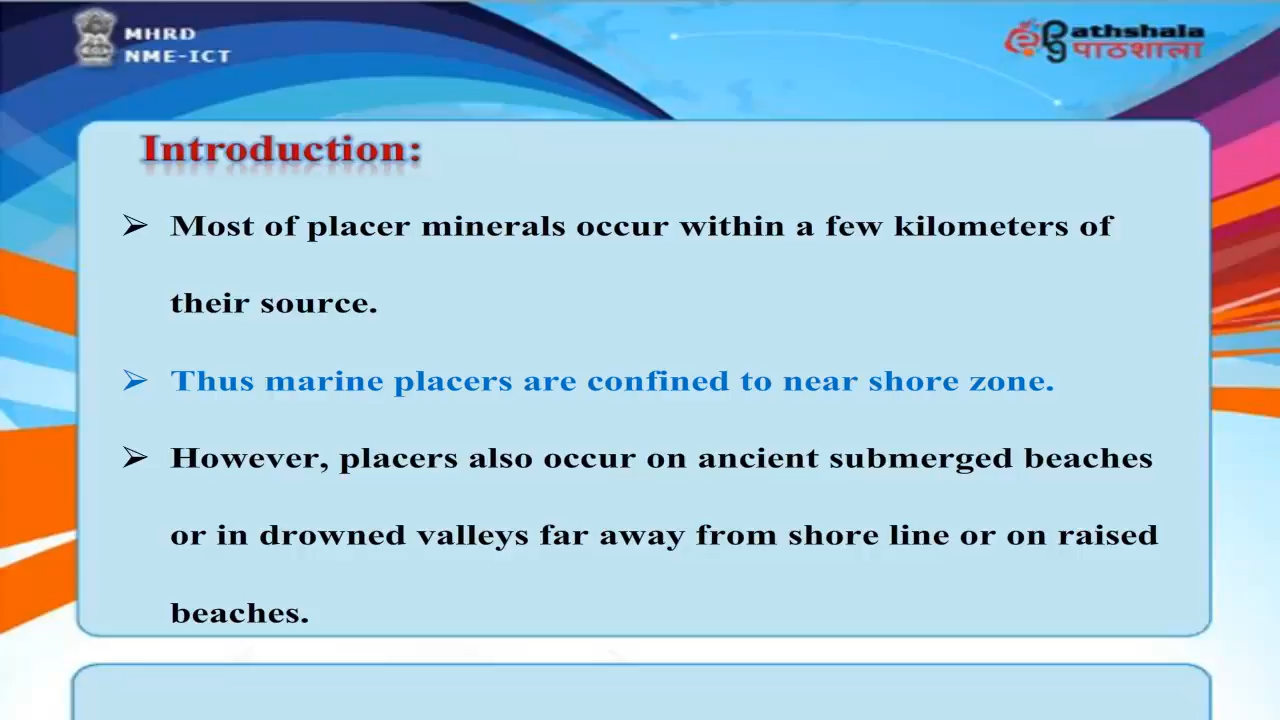 MHRD
NME-ICT
athshala
पाठशाला
Introduction:
➢ Most of placer minerals occur within a few kilometers of
their source.
➢ Thus marine placers are confined to near shore zone.
➢ However, placers also occur on ancient submerged beaches
or in drowned valleys far away from shore line or on raised
beaches.